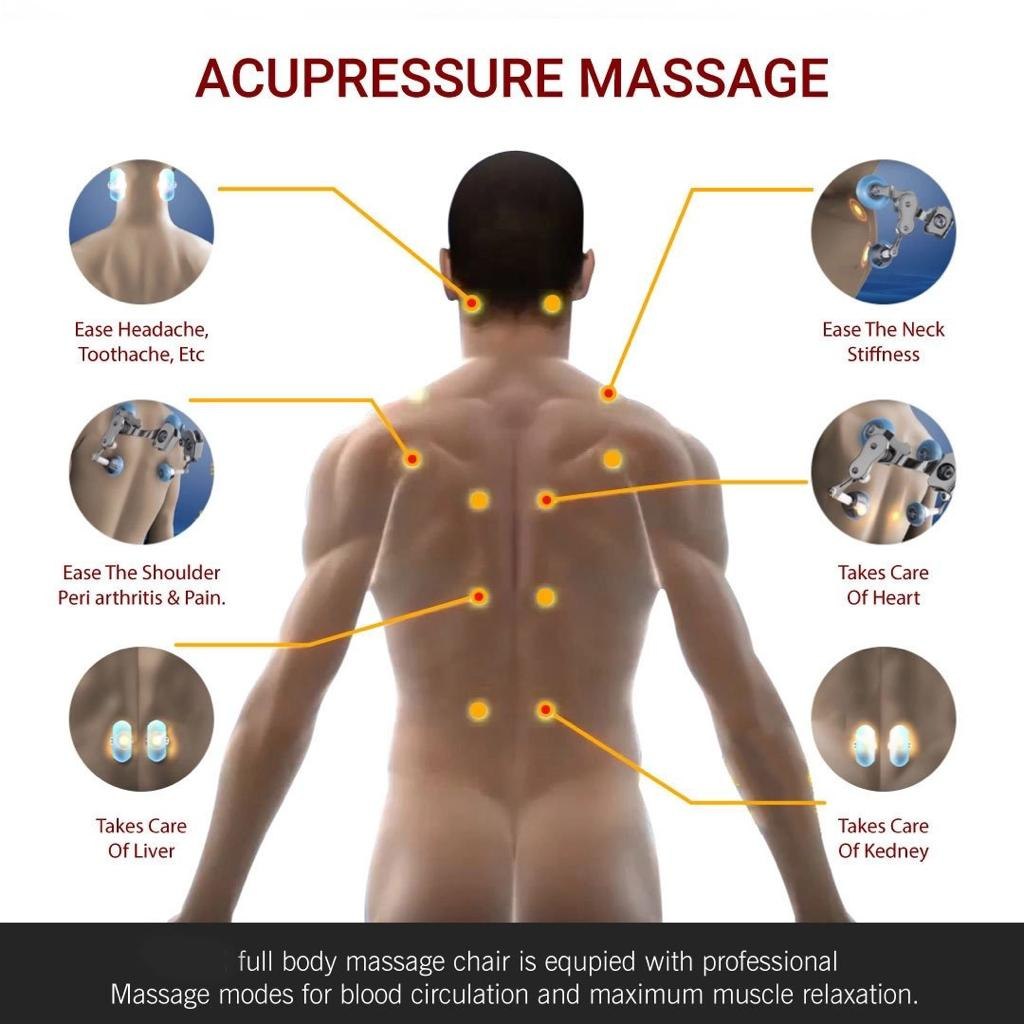 ACUPRESSURE MASSAGE
Ease Headache,
Toothache, Etc
Ease The Neck
Stiffness
Ease The Shoulder
Peri arthritis & Pain.
Takes Care
Of Heart
Takes Care
Of Liver
Takes Care
Of Kedney
full body massage chair is equpied with professional
Massage modes for blood circulation and maximum muscle relaxation.